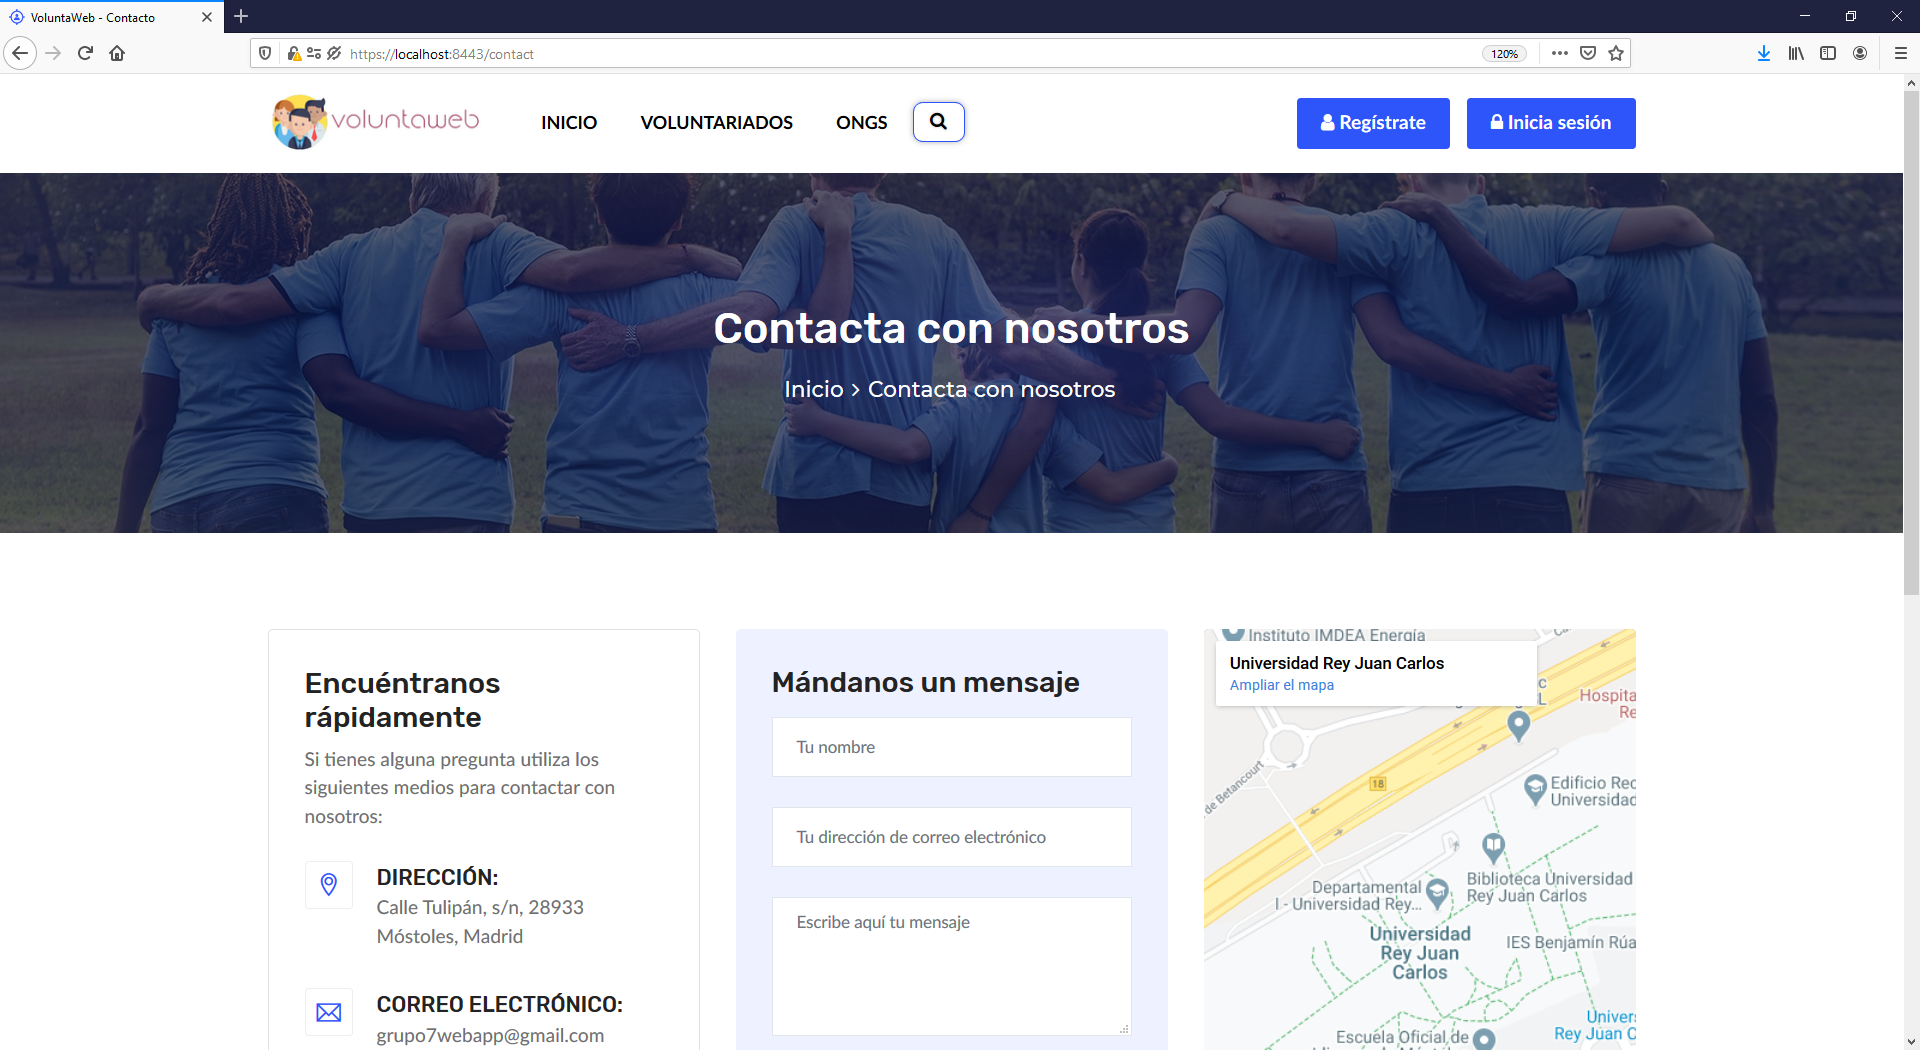 VoluntaWeb - Contacto
https://localhost:8443/contact
120%
voluntaweb
INICIO
VOLUNTARIADOS
ONGS
Regístrate
Inicia sesión
Contacta con nosotros
Inicio > Contacta con nosotros
Encuéntranos
rápidamente
Si tienes alguna pregunta utiliza los
siguientes medios para contactar con
nosotros:
DIRECCIÓN:
Calle Tulipán, s/n, 28933
Móstoles, Madrid
CORREO ELECTRÓNICO:
grupo7webapp@gmail.com
Mándanos un mensaje
Tu nombre
Tu dirección de correo electrónico
Escribe aquí tu mensaje
Instituto IMDEA Energía
Universidad Rey Juan Carlos
Ampliar el mapa
Hospita
Re
18
de Betancourt
Edificio Rec
Universidad
Biblioteca Universidad
Rey Juan Carlos
Departamental
I - Universidad Rey...
Universidad
Rey Juan
Carlos
IES Benjamín Rúa
Univers
Rey Juan C
Escuela Oficial de